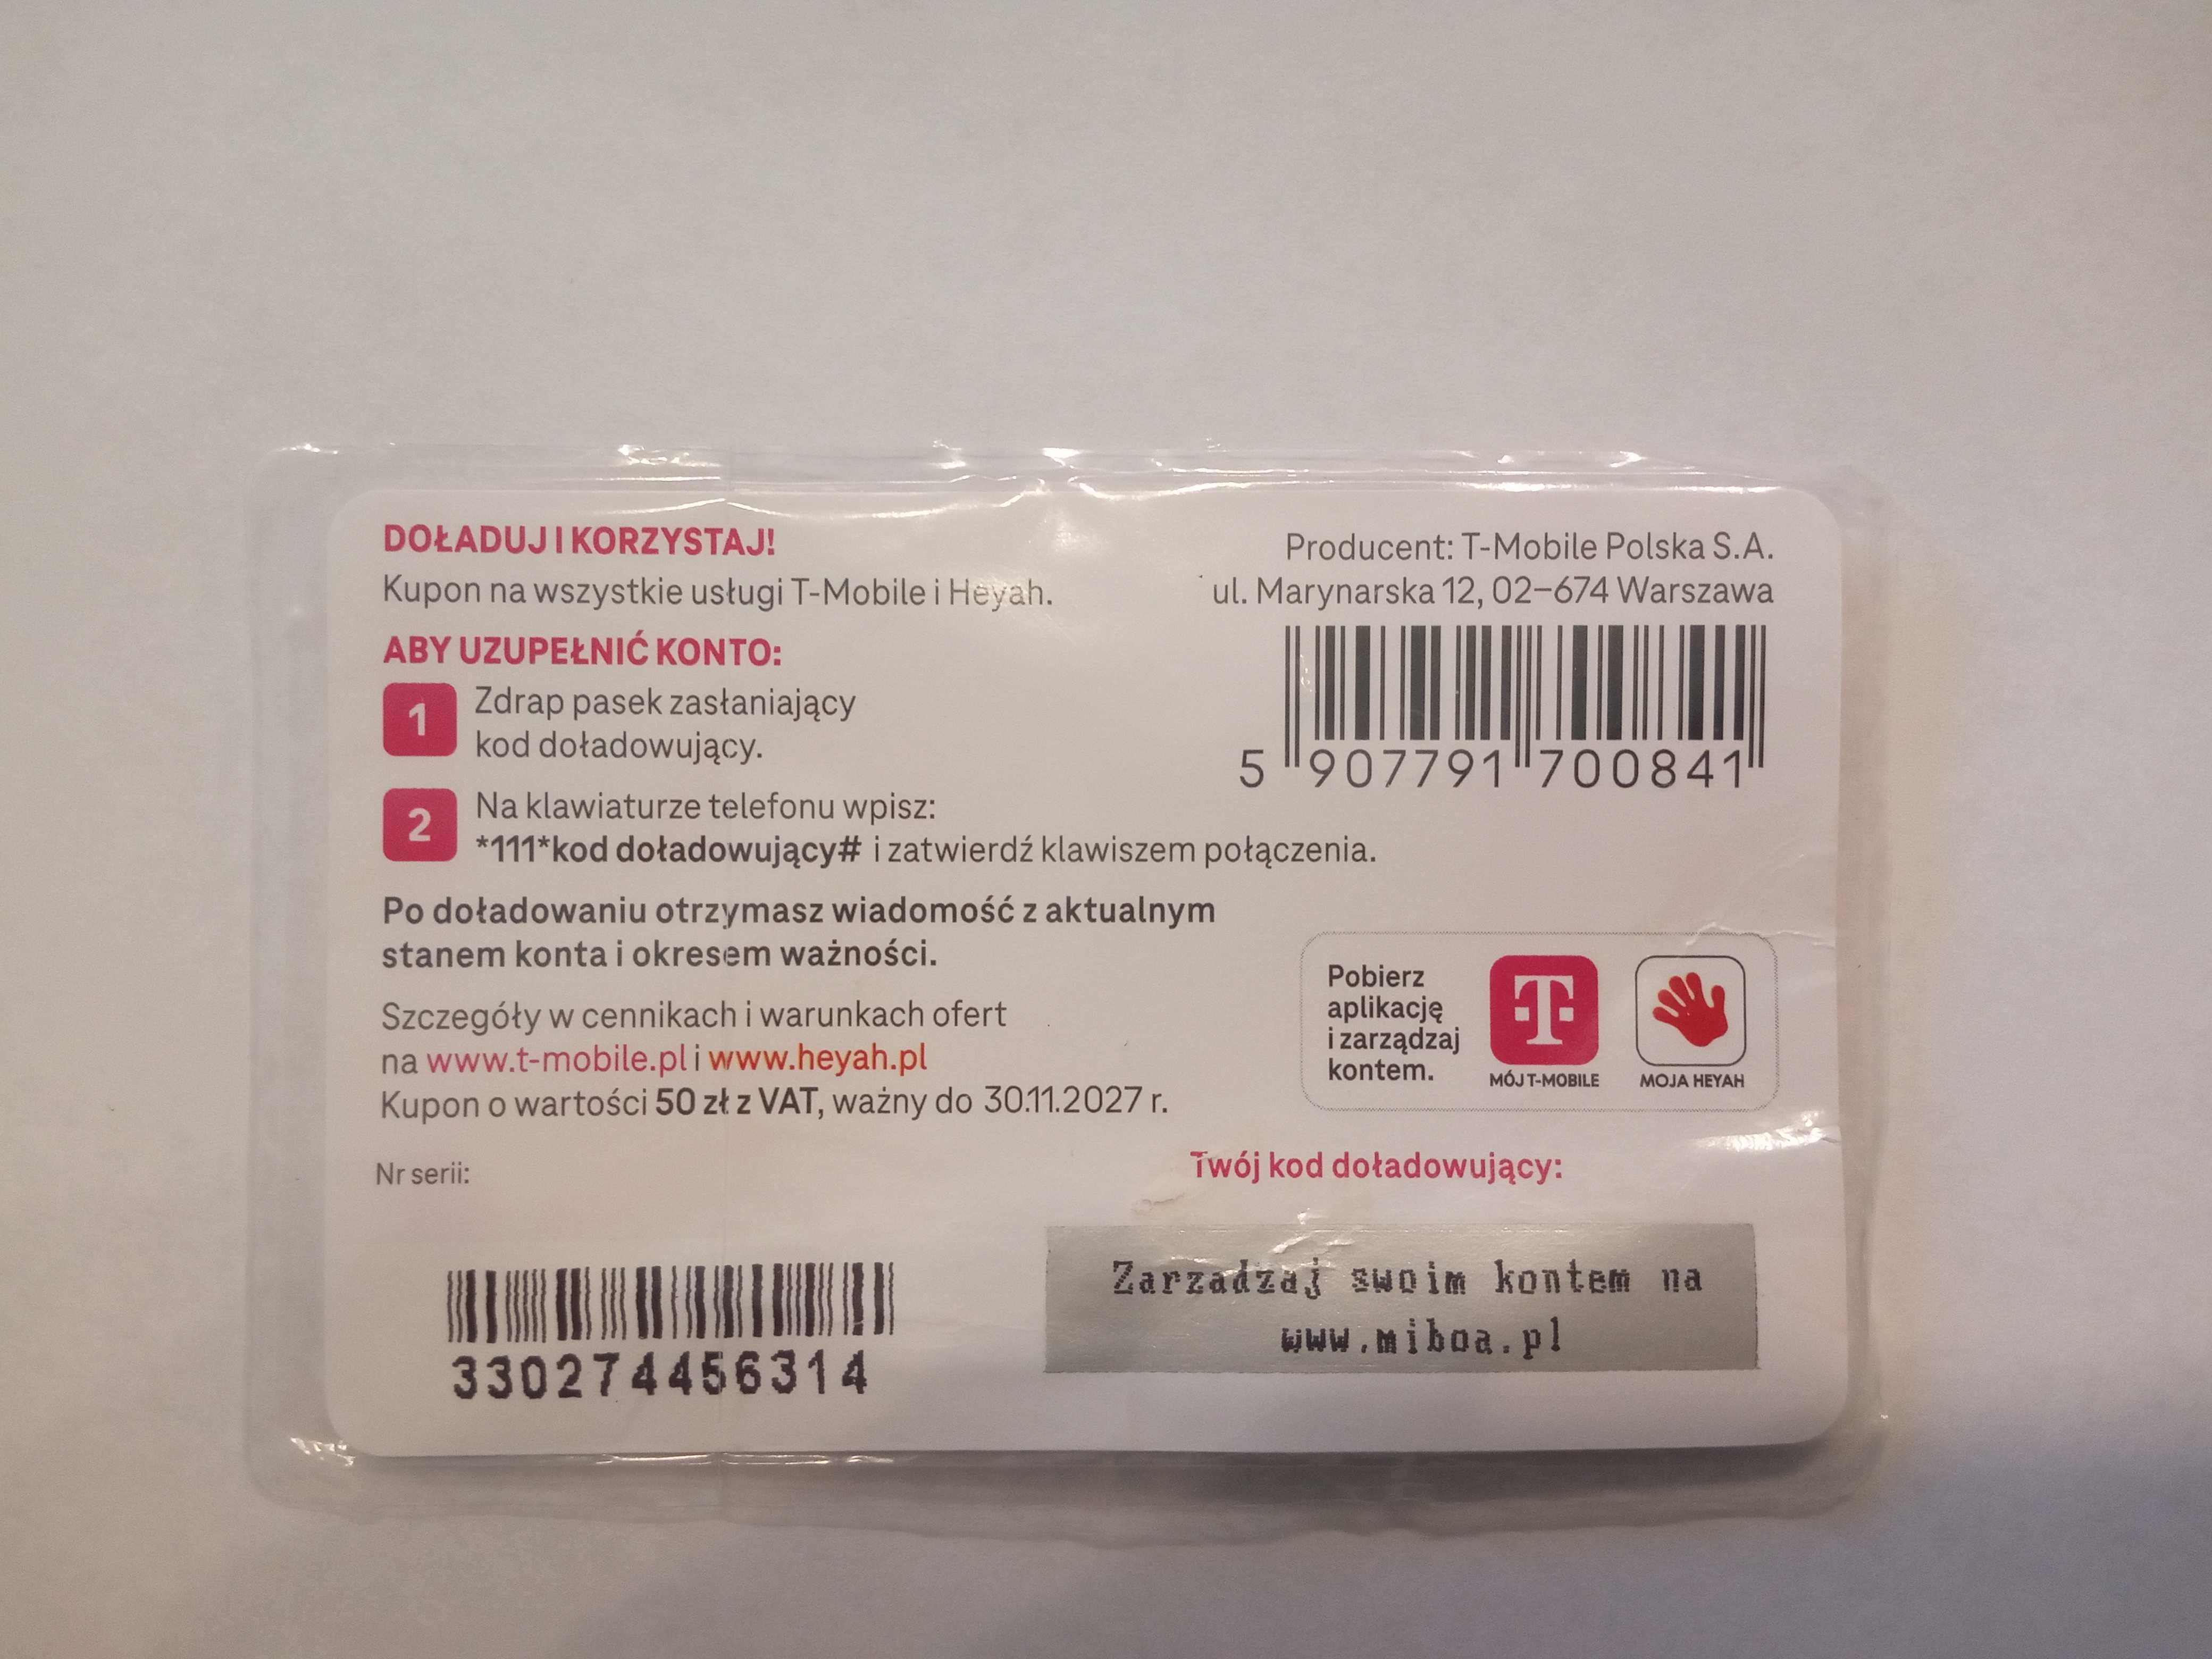 DOŁADUJ I KORZYSTAJ!
Kupon na wszystkie usługi T-Mobile i Heyah.
ABY UZUPEŁNIĆ KONTO:
1 Zdrap pasek zasłaniający
kod doładowujący.
2 Na klawiaturze telefonu wpisz:
*111*kod doładowujący# i zatwierdź klawiszem połączenia.
Po doładowaniu otrzymasz wiadomość z aktualnym
stanem konta i okresem ważności.
Szczegóły w cennikach i warunkach ofert
na www.t-mobile.pl i www.heyah.pl
Kupon o wartości 50 zł z VAT, ważny do 30.11.2027 r.
Nr serii:
330274456314
Producent: T-Mobile Polska S.A.
ul. Marynarska 12, 02–674 Warszawa
5 907791 700841
Pobierz
aplikację
i zarządzaj
kontem.
T
MÓJ T-MOBILE
MOJA HEYAH
Twój kod doładowujący:
Zarzadzaj swoim kontem na
www.miboa.pl